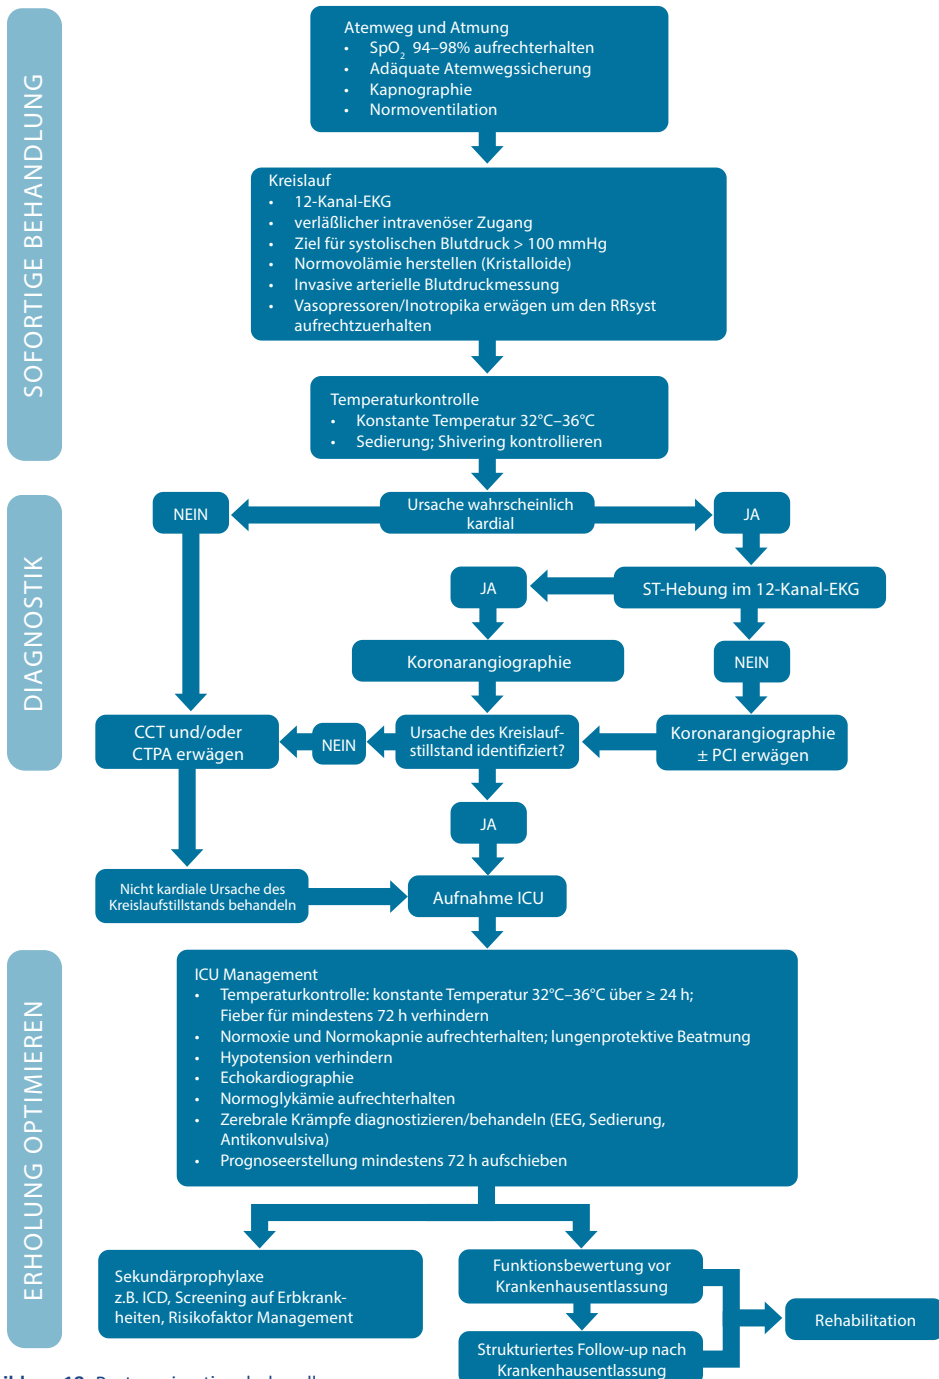 SOFORTIGE BEHANDLUNG
Atemweg und Atmung
• SpO2 94–98% aufrechterhalten
• Adäquate Atemwegssicherung
• Kapnographie
• Normoventilation
Kreislauf
• 12-Kanal-EKG
• verläßlicher intravenöser Zugang
• Ziel für systolischen Blutdruck > 100 mmHg
• Normovolämie herstellen (Kristalloide)
• Invasive arterielle Blutdruckmessung
• Vasopressoren/Inotropika erwägen um den RRsyst
aufrechtzuerhalten
Temperaturkontrolle
• Konstante Temperatur 32°C–36°C
• Sedierung; Shivering kontrollieren
DIAGNOSTIK
NEIN
Ursache wahrscheinlich
kardial
JA
JA
ST-Hebung im 12-Kanal-EKG
Koronarangiographie
NEIN
CCT und/oder
CTPA erwägen
NEIN
Ursache des Kreislauf-
stillstand identifiziert?
Koronarangiographie
± PCI erwägen
JA
Nicht kardiale Ursache des
Kreislaufstillstands behandeln
Aufnahme ICU
ERHOLUNG OPTIMIEREN
ICU Management
• Temperaturkontrolle: konstante Temperatur 32°C–36°C über ≥ 24 h;
Fieber für mindestens 72 h verhindern
• Normoxie und Normokapnie aufrechterhalten; lungenprotektive Beatmung
• Hypotension verhindern
• Echokardiographie
• Normoglykämie aufrechterhalten
• Zerebrale Krämpfe diagnostizieren/behandeln (EEG, Sedierung,
Antikonvulsiva)
• Prognoseerstellung mindestens 72 h aufschieben
Sekundärprophylaxe
z.B. ICD, Screening auf Erbkrank-
heiten, Risikofaktor Management
Funktionsbewertung vor
Krankenhausentlassung
Rehabilitation
Strukturiertes Follow-up nach
Krankenhausentlassung